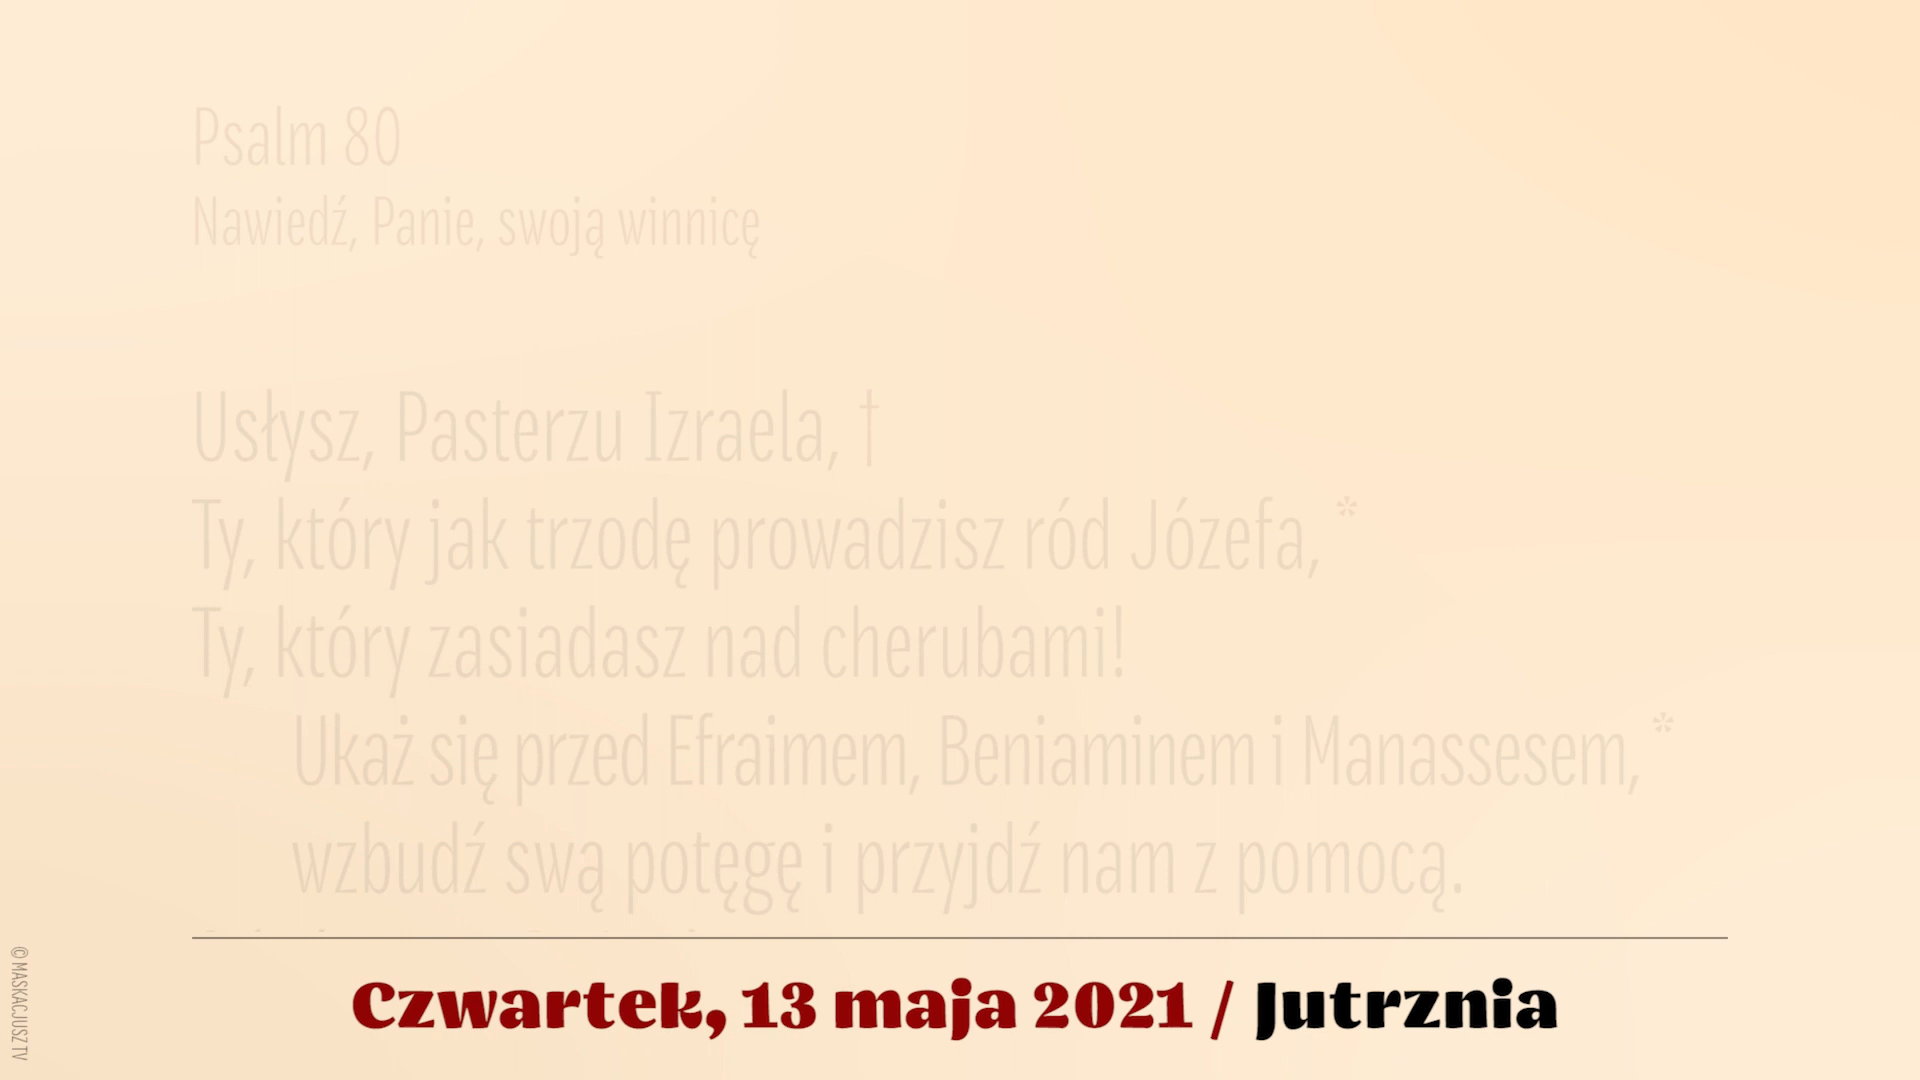 Psalm 80
Nawiedź, Panie, swoją winnicę
Usłysz, Pasterzu Izraela, †
Ty, który jak trzodę prowadzisz ród Józefa, *
Ty, który zasiadasz nad cherubami!
Ukaż się przed Efraimem, Beniaminem i Manassesem, *
wzbudź swą potęgę i przyjdź nam z pomocą.
Czwartek, 13 maja 2021 / Jutrznia
© MASKACJUSZ TV